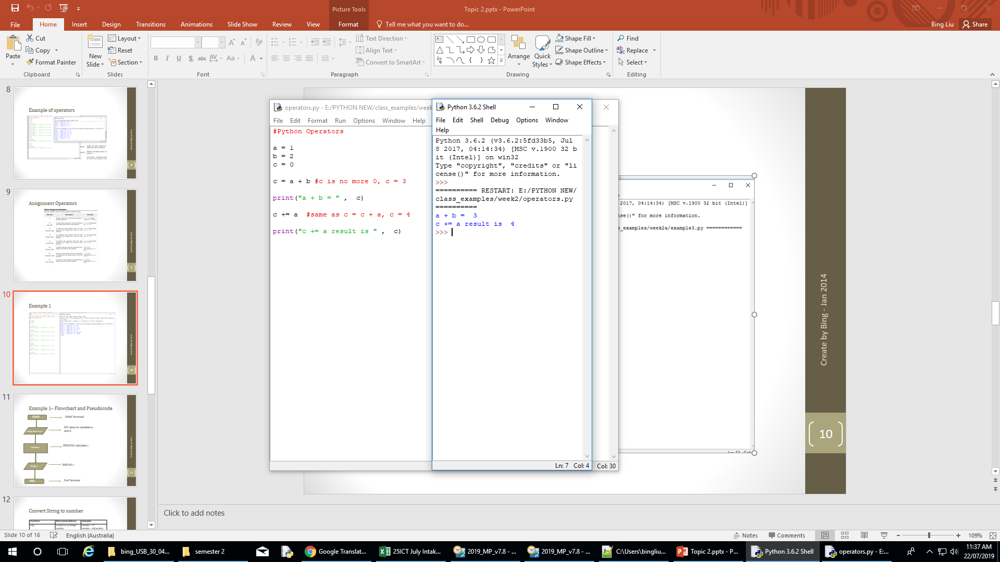 Picture Tools
Topic 2.pptx - PowerPoint
File
Home
Insert
Design
Transitions
Animations
Slide Show
Review
View
Format
Tell me what you want to do...
Bing Liu
Share
Paste
Cut
Copy
Format Painter
Clipboard
New Slide
Layout
Reset
Section
Slides
B I U S abc AV Aa A
Font
Text Direction
Align Text
Convert to SmartArt
Paragraph
Arrange
Quick Styles
Shape Fill
Shape Outline
Shape Effects
Drawing
Find
Replace
Select
Editing
8
Example of operators
9
Assignment Operators
10
Example 1
11
Example 1– Flowchart and Pseudocode
START
START Terminal
SET value to variables a
and b
PROCESS: calculate c
DISPLAY c
END
End Terminal
12
Convert String to number
operators.py - E:/PYTHON NEW/class_examples/week
File Edit Format Run Options Window Help
#Python Operators
a = 1
b = 2
c = 0
c = a + b #c is no more 0, c = 3
print("a + b = " , c)
c += a #same as c = c + a, c = 4
print("c += a result is " , c)
Col: 30
Python 3.6.2 Shell
File Edit Shell Debug Options Window
Help
Python 3.6.2 (v3.6.2:5fd33b5, Jul
8 2017, 04:14:34) [MSC v.1900 32 b
it (Intel)] on win32
Type "copyright", "credits" or "li
cense()" for more information.
>>>
========== RESTART: E:/PYTHON NEW/
class_examples/week2/operators.py
==========
a + b =  3
c += a result is  4
>>>
Ln: 7 Col: 4
2017, 04:14:34) [MSC v.1900 32 bit (Intel)]
se()" for more information.
s_examples/week2a/example3.py ============
Create by Bing - Jan 2014
10
Click to add notes
Slide 10 of 16
English (Australia)
Notes
Comments
109%
bing_USB_30_04...
semester 2
Google Translat...
25ICT July Intak...
2019_MP_v7.8 - ...
2019_MP_v7.8 - ...
C:\Users\bingliu...
Topic 2.pptx - P...
Python 3.6.2 Shell
operators.py - E:...
11:37 AM
22/07/2019